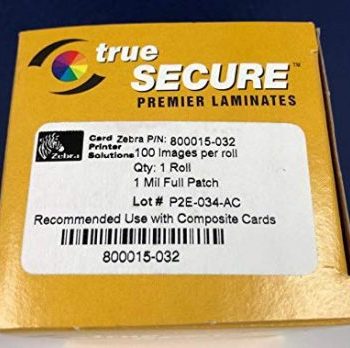 true
SECURE™
PREMIER LAMINATES
Card Zebra P/N: 800015-032
Printer
Solutions 100 Images per roll
Zebra
Qty: 1 Roll
1 Mil Full Patch
Lot # P2E-034-AC
Recommended Use with Composite Cards
800015-032